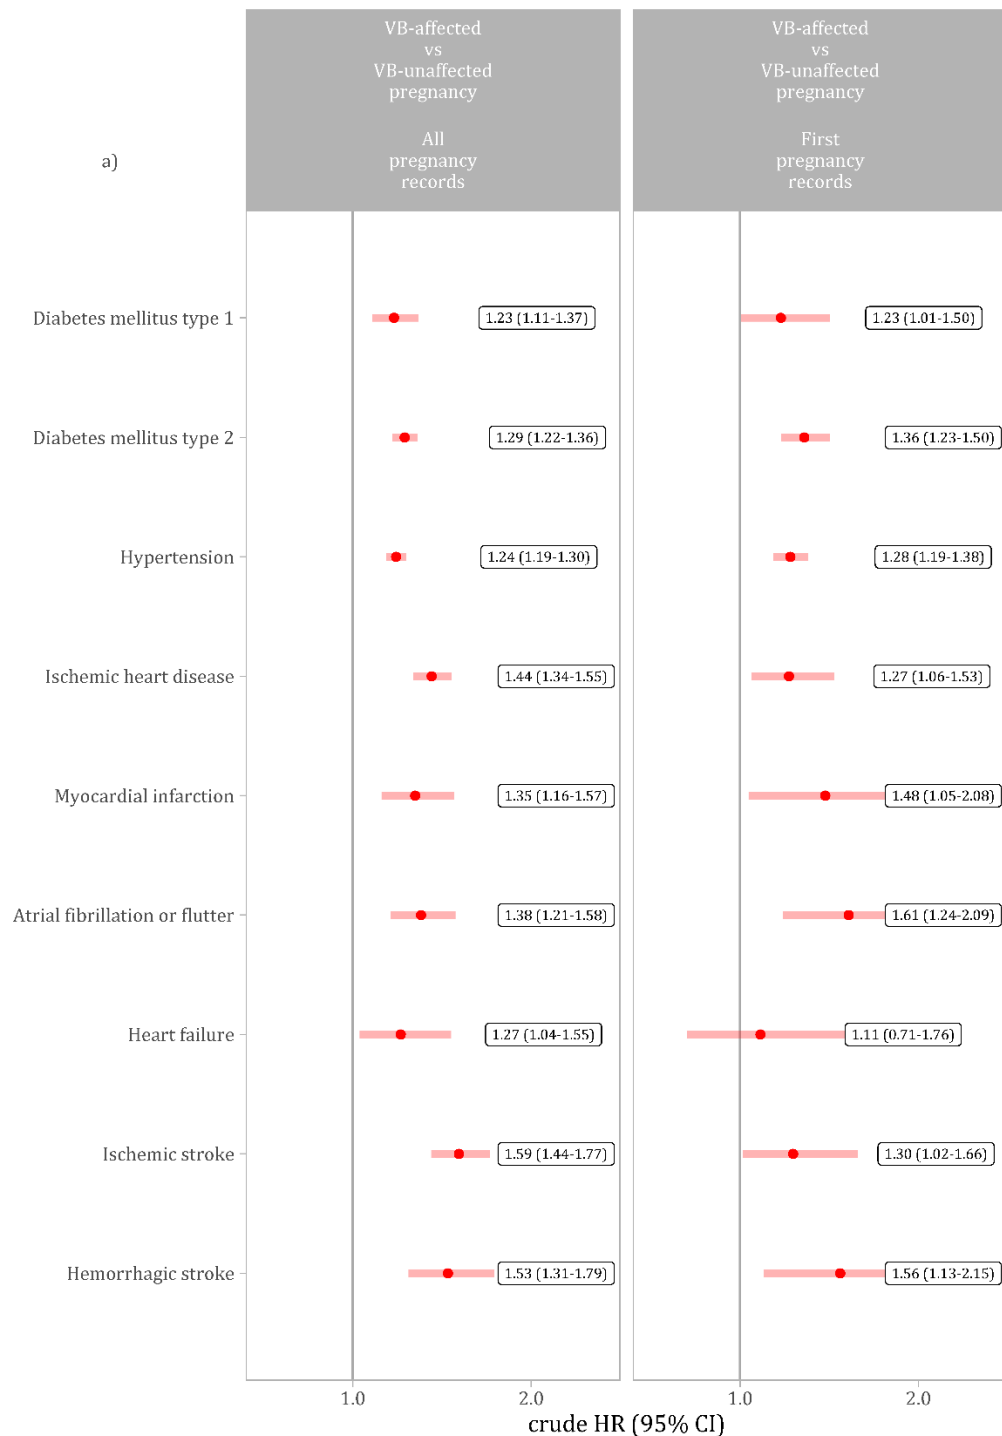 VB-affected
vs
VB-unaffected
pregnancy
All
pregnancy
records
VB-affected
vs
VB-unaffected
pregnancy
First
pregnancy
records
a)
Diabetes mellitus type 1
1.23 (1.11-1.37)
1.23 (1.01-1.50)
Diabetes mellitus type 2
1.29 (1.22-1.36)
1.36 (1.23-1.50)
Hypertension
1.24 (1.19-1.30)
1.28 (1.19-1.38)
Ischemic heart disease
1.44 (1.34-1.55)
1.27 (1.06-1.53)
Myocardial infarction
1.35 (1.16-1.57)
1.48 (1.05-2.08)
Atrial fibrillation or flutter
1.38 (1.21-1.58)
1.61 (1.24-2.09)
Heart failure
1.27 (1.04-1.55)
1.11 (0.71-1.76)
Ischemic stroke
1.59 (1.44-1.77)
1.30 (1.02-1.66)
Hemorrhagic stroke
1.53 (1.31-1.79)
1.56 (1.13-2.15)
1.0
2.0
1.0
2.0
crude HR (95% CI)